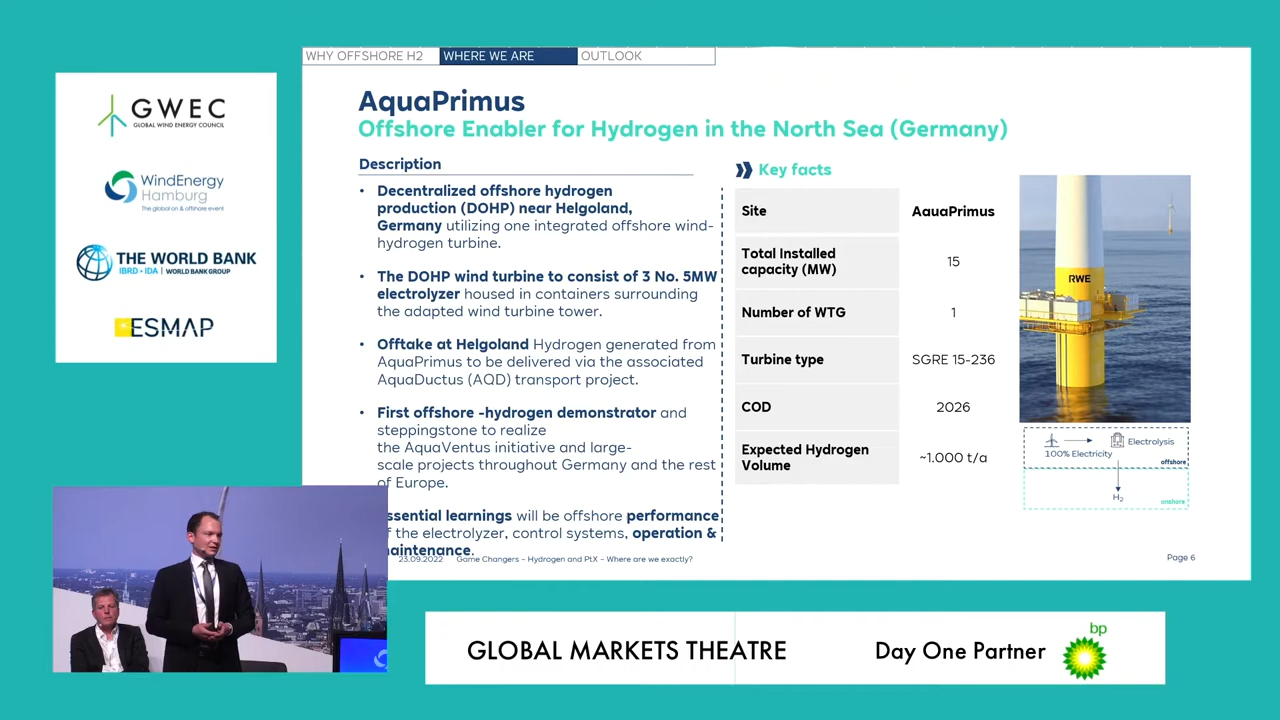 WHY OFFSHORE H2
WHERE WE ARE
OUTLOOK
GWEC
GLOBAL WIND ENERGY COUNCIL
WindEnergy
Hamburg
The global on & offshore event
THE WORLD BANK
IBRD • IDA | WORLD BANK GROUP
ESMAP
AquaPrimus
Offshore Enabler for Hydrogen in the North Sea (Germany)
Description
• Decentralized offshore hydrogen
production (DOHP) near Helgoland,
Germany utilizing one integrated offshore wind-
hydrogen turbine.
• The DOHP wind turbine to consist of 3 No. 5MW
electrolyzer housed in containers surrounding
the adapted wind turbine tower.
• Offtake at Helgoland Hydrogen generated from
AquaPrimus to be delivered via the associated
AquaDuctus (AQD) transport project.
• First offshore -hydrogen demonstrator and
steppingstone to realize
the AquaVentus initiative and large-
scale projects throughout Germany and the rest
of Europe.
ssential learnings will be offshore performance
f the electrolyzer, control systems, operation &
aintenance.
Key facts
Site AauaPrimus
Total Installed
capacity (MW) 15
Number of WTG 1
Turbine type SGRE 15-236
COD 2026
Expected Hydrogen
Volume ~1.000 t/a
RWE
Electrolysis
100% Electricity
offshore
H2
onshore
23.09.2022 Game Changers – Hydrogen and PtX – Where are we exactly? Page 6
GLOBAL MARKETS THEATRE
Day One Partner
bp